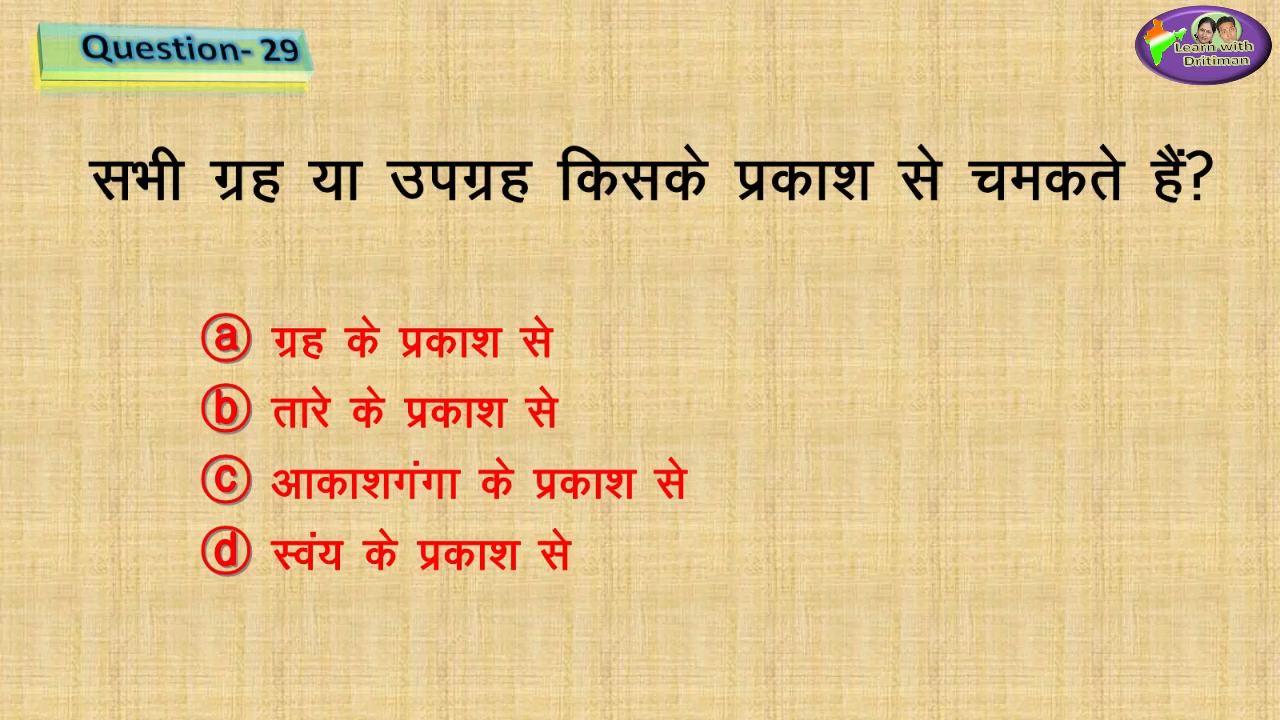 Question- 29
Learn with
Dritiman
सभी ग्रह या उपग्रह किसके प्रकाश से चमकते हैं?
ⓐ ग्रह के प्रकाश से
ⓑ तारे के प्रकाश से
ⓒ आकाशगंगा के प्रकाश से
ⓓ स्वंय के प्रकाश से